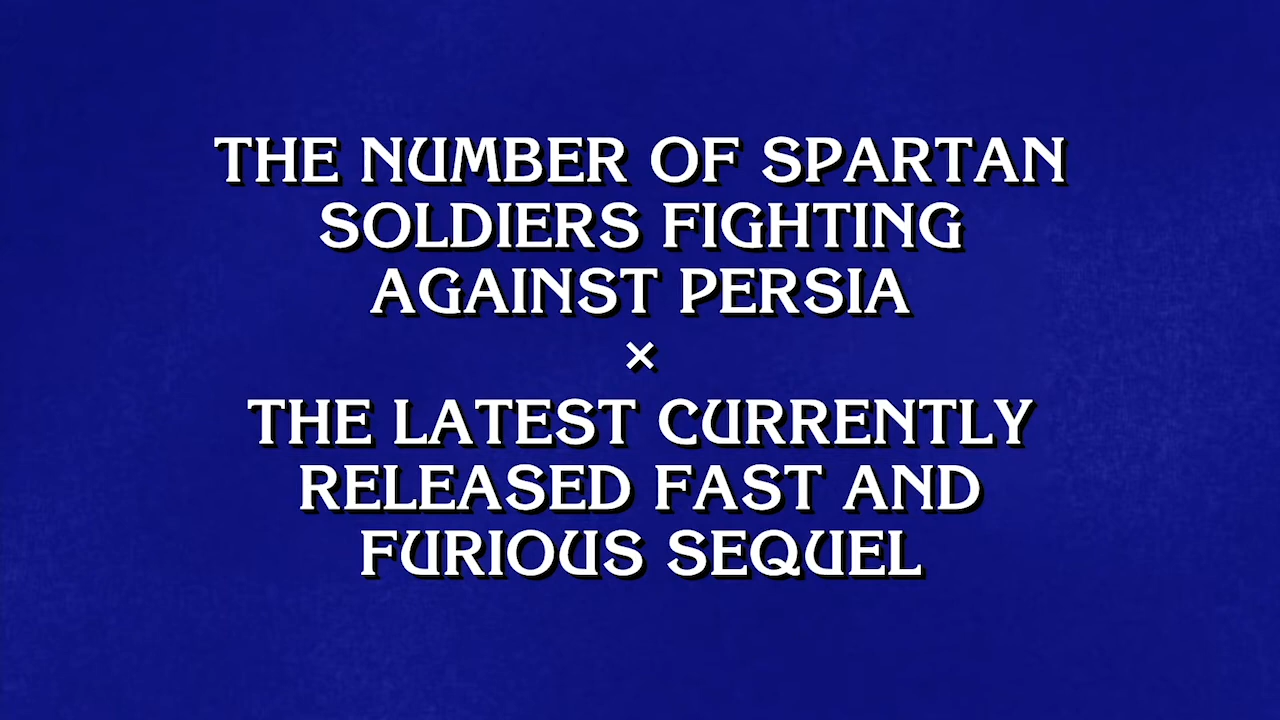 THE NUMBER OF SPARTAN
SOLDIERS FIGHTING
AGAINST PERSIA
×
THE LATEST CURRENTLY
RELEASED FAST AND
FURIOUS SEQUEL